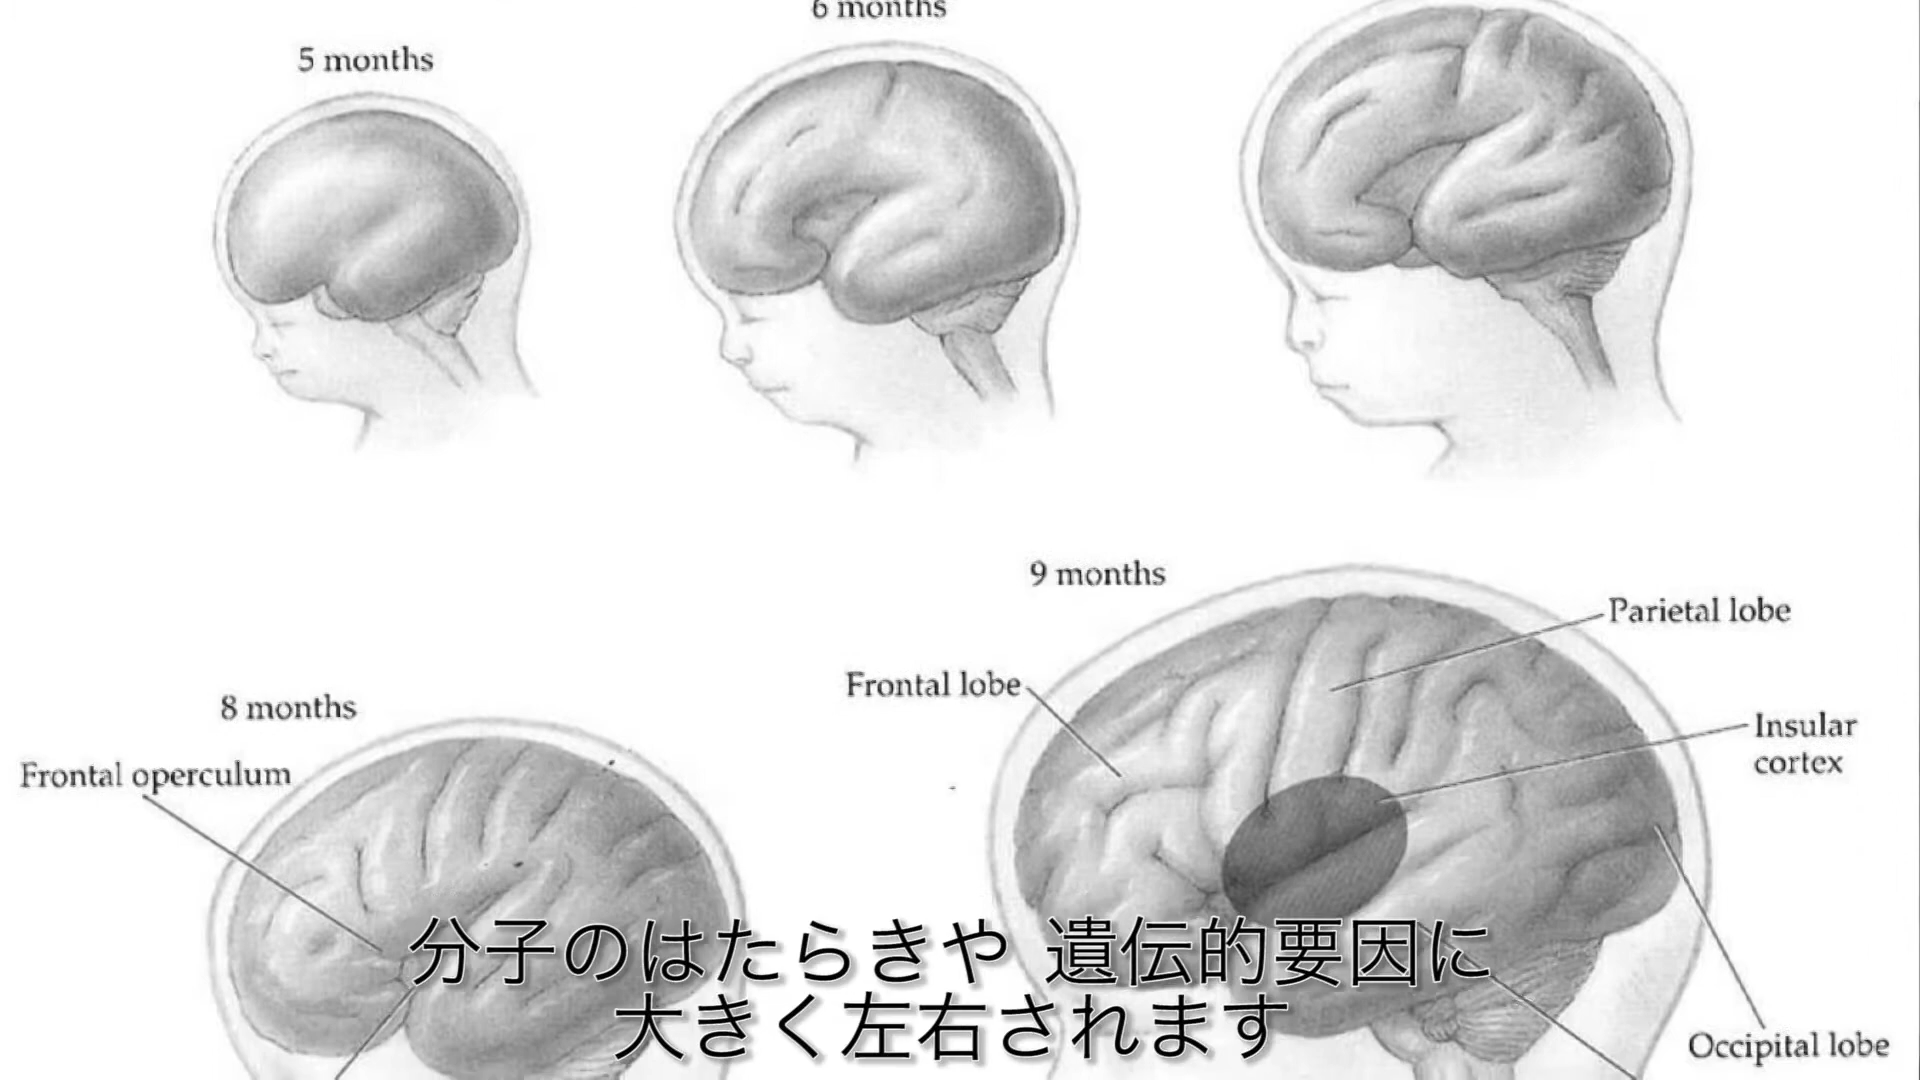 6 months
5 months
9 months
Parietal lobe
Frontal lobe
8 months
Insular
cortex
Frontal operculum
分子のはたらきや 遺伝的要因に
大きく左右されます
Occipital lobe